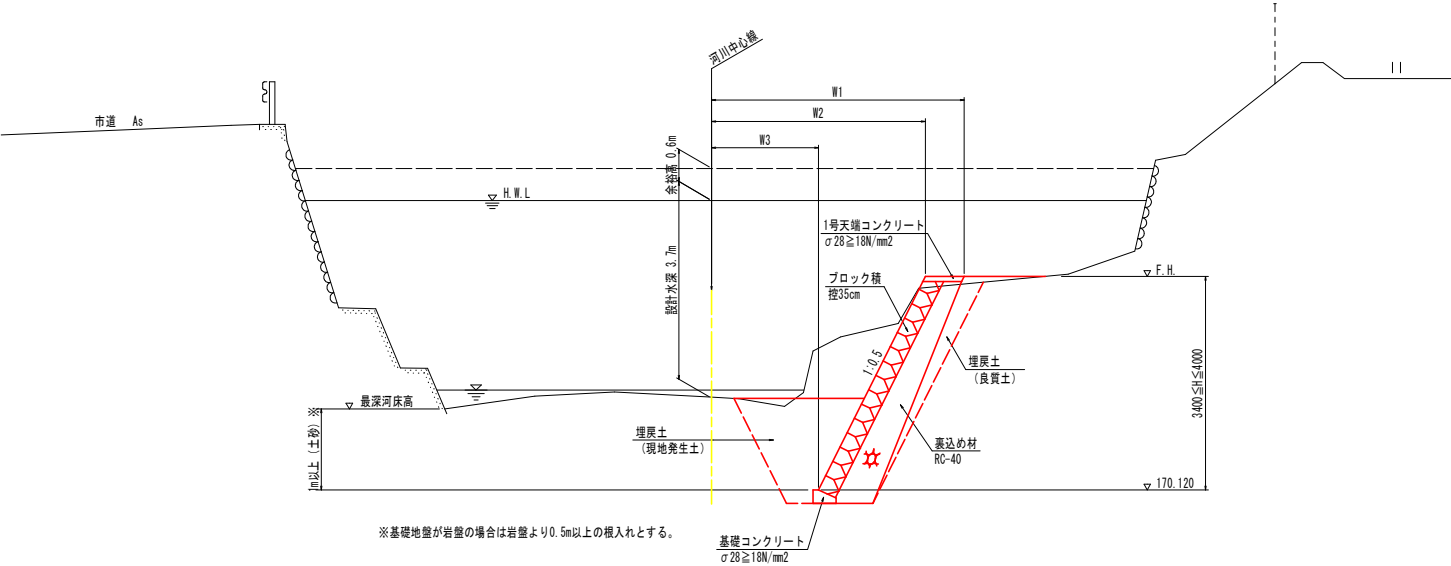 河川中心線
W1
W2
W3
市道 As
余裕高 0.6m
H.W.L
1号天端コンクリート
σ28≧18N/mm2
設計水深 3.7m
ブロック積
控35cm
F.H.
1:0.5
埋戻土
(良質土)
3400≦H≦4000
最深河床高
1m以上 (土砂) ※
埋戻土
(現地発生土)
裏込め材
RC-40
170.120
※基礎地盤が岩盤の場合は岩盤より0.5m以上の根入れとする。
基礎コンクリート
σ28≧18N/mm2